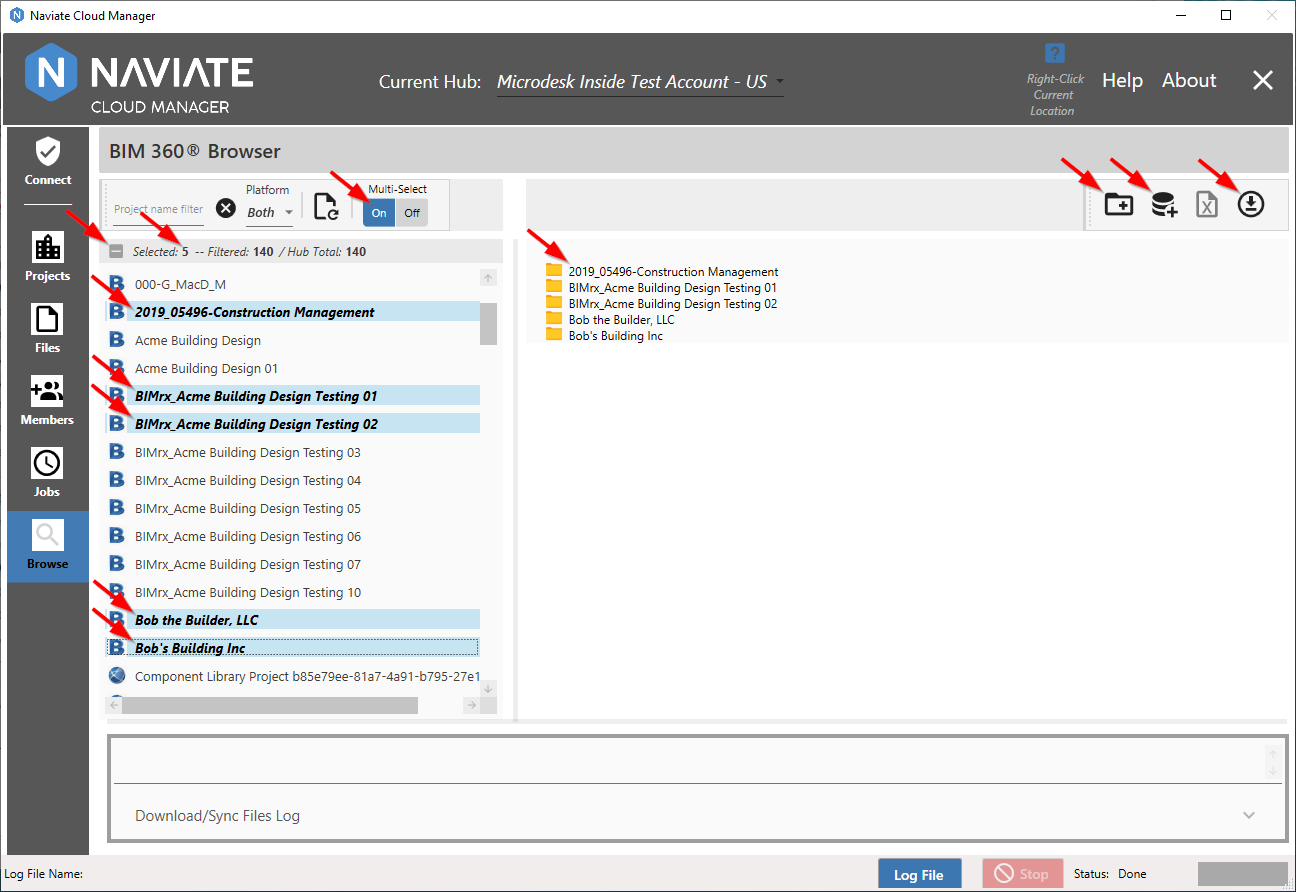 Naviate Cloud Manager
NAVIATE
CLOUD MANAGER
Current Hub: Microdesk Inside Test Account - US
?
Right-Click
Current
Location
Help
About
Connect
Projects
Files
Members
Jobs
Browse
BIM 360® Browser
Project name filter
Platform
Both
Multi-Select
On
Off
Selected: 5 -- Filtered: 140 / Hub Total: 140
000-G_MacD_M
2019_05496-Construction Management
Acme Building Design
Acme Building Design 01
BIMrx_Acme Building Design Testing 01
BIMrx_Acme Building Design Testing 02
BIMrx_Acme Building Design Testing 03
BIMrx_Acme Building Design Testing 04
BIMrx_Acme Building Design Testing 05
BIMrx_Acme Building Design Testing 06
BIMrx_Acme Building Design Testing 07
BIMrx_Acme Building Design Testing 10
Bob the Builder, LLC
Bob's Building Inc
Component Library Project b85e79ee-81a7-4a91-b795-27e1
2019_05496-Construction Management
BIMrx_Acme Building Design Testing 01
BIMrx_Acme Building Design Testing 02
Bob the Builder, LLC
Bob's Building Inc
Download/Sync Files Log
Log File Name:
Log File
Stop
Status: Done